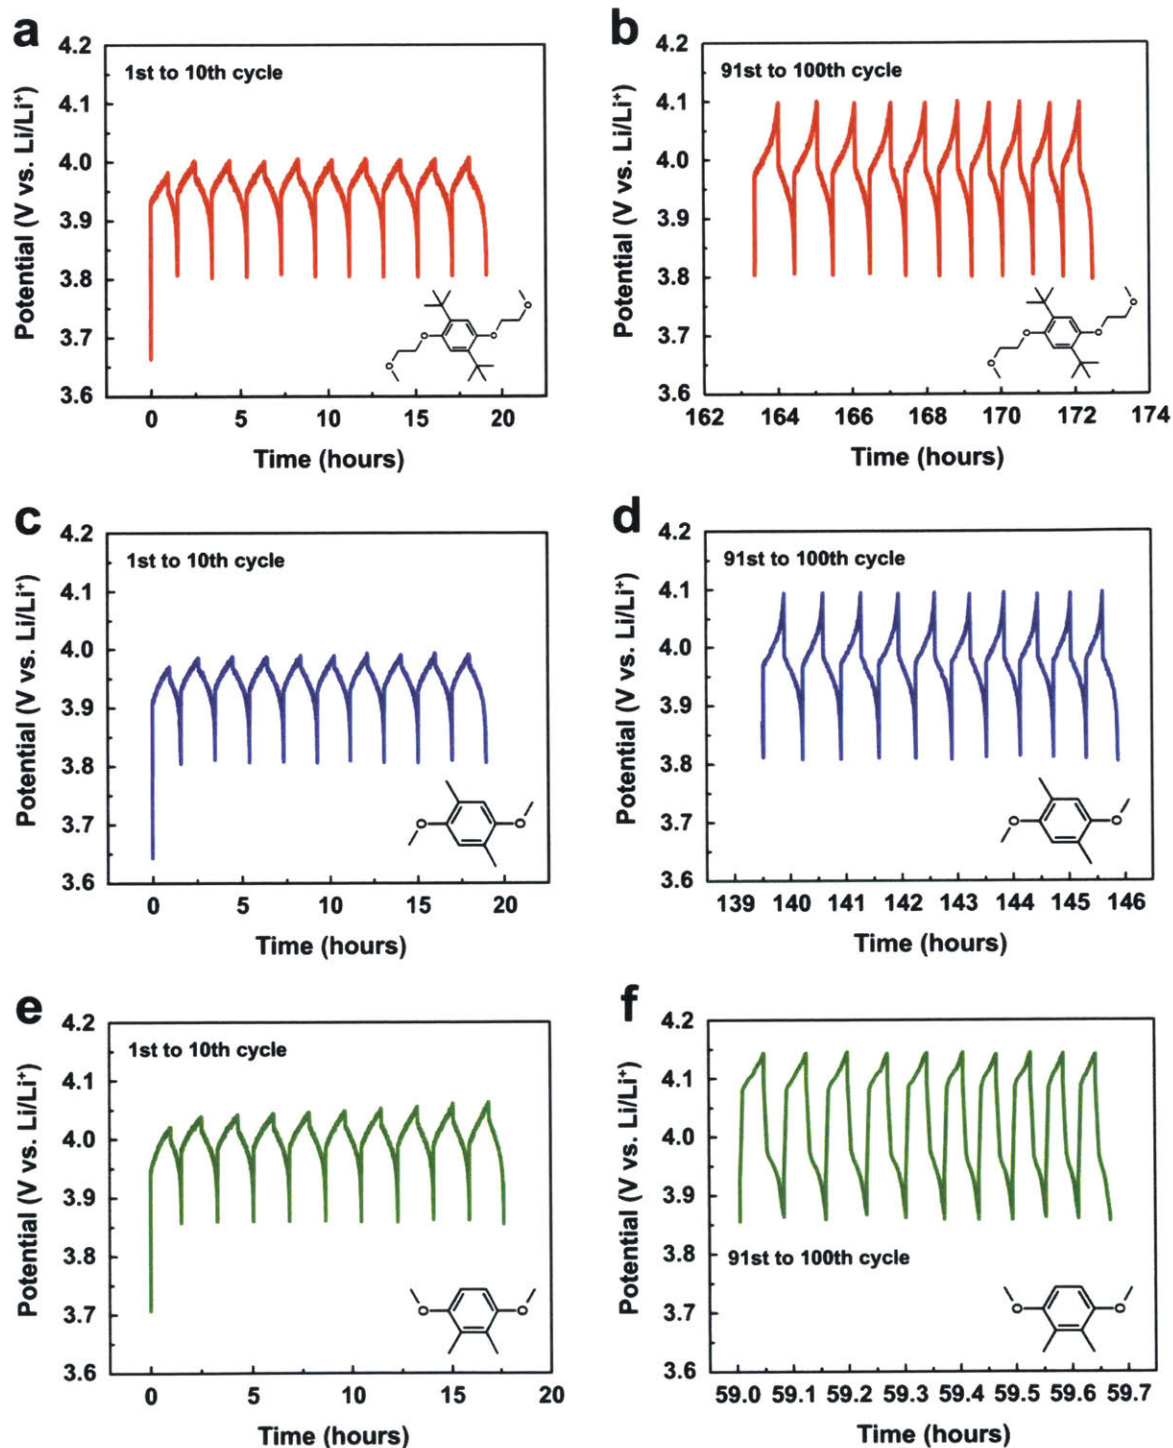 a
1st to 10th cycle
4.2
4.1
4.0
3.9
3.8
3.7
3.6
Potential (V vs. Li/Li⁺)
O
O
O
O
0 5 10 15 20
Time (hours)
b
91st to 100th cycle
4.2
4.1
4.0
3.9
3.8
3.7
3.6
Potential (V vs. Li/Li⁺)
O
O
O
O
162 164 166 168 170 172 174
Time (hours)
c
1st to 10th cycle
4.2
4.1
4.0
3.9
3.8
3.7
3.6
Potential (V vs. Li/Li⁺)
O
O
0 5 10 15 20
Time (hours)
d
91st to 100th cycle
4.2
4.1
4.0
3.9
3.8
3.7
3.6
Potential (V vs. Li/Li⁺)
O
O
139 140 141 142 143 144 145 146
Time (hours)
e
1st to 10th cycle
4.2
4.1
4.0
3.9
3.8
3.7
3.6
Potential (V vs. Li/Li⁺)
O
O
0 5 10 15 20
Time (hours)
f
4.2
4.1
4.0
3.9
3.8
3.7
3.6
Potential (V vs. Li/Li⁺)
91st to 100th cycle
O
O
59.0 59.1 59.2 59.3 59.4 59.5 59.6 59.7
Time (hours)